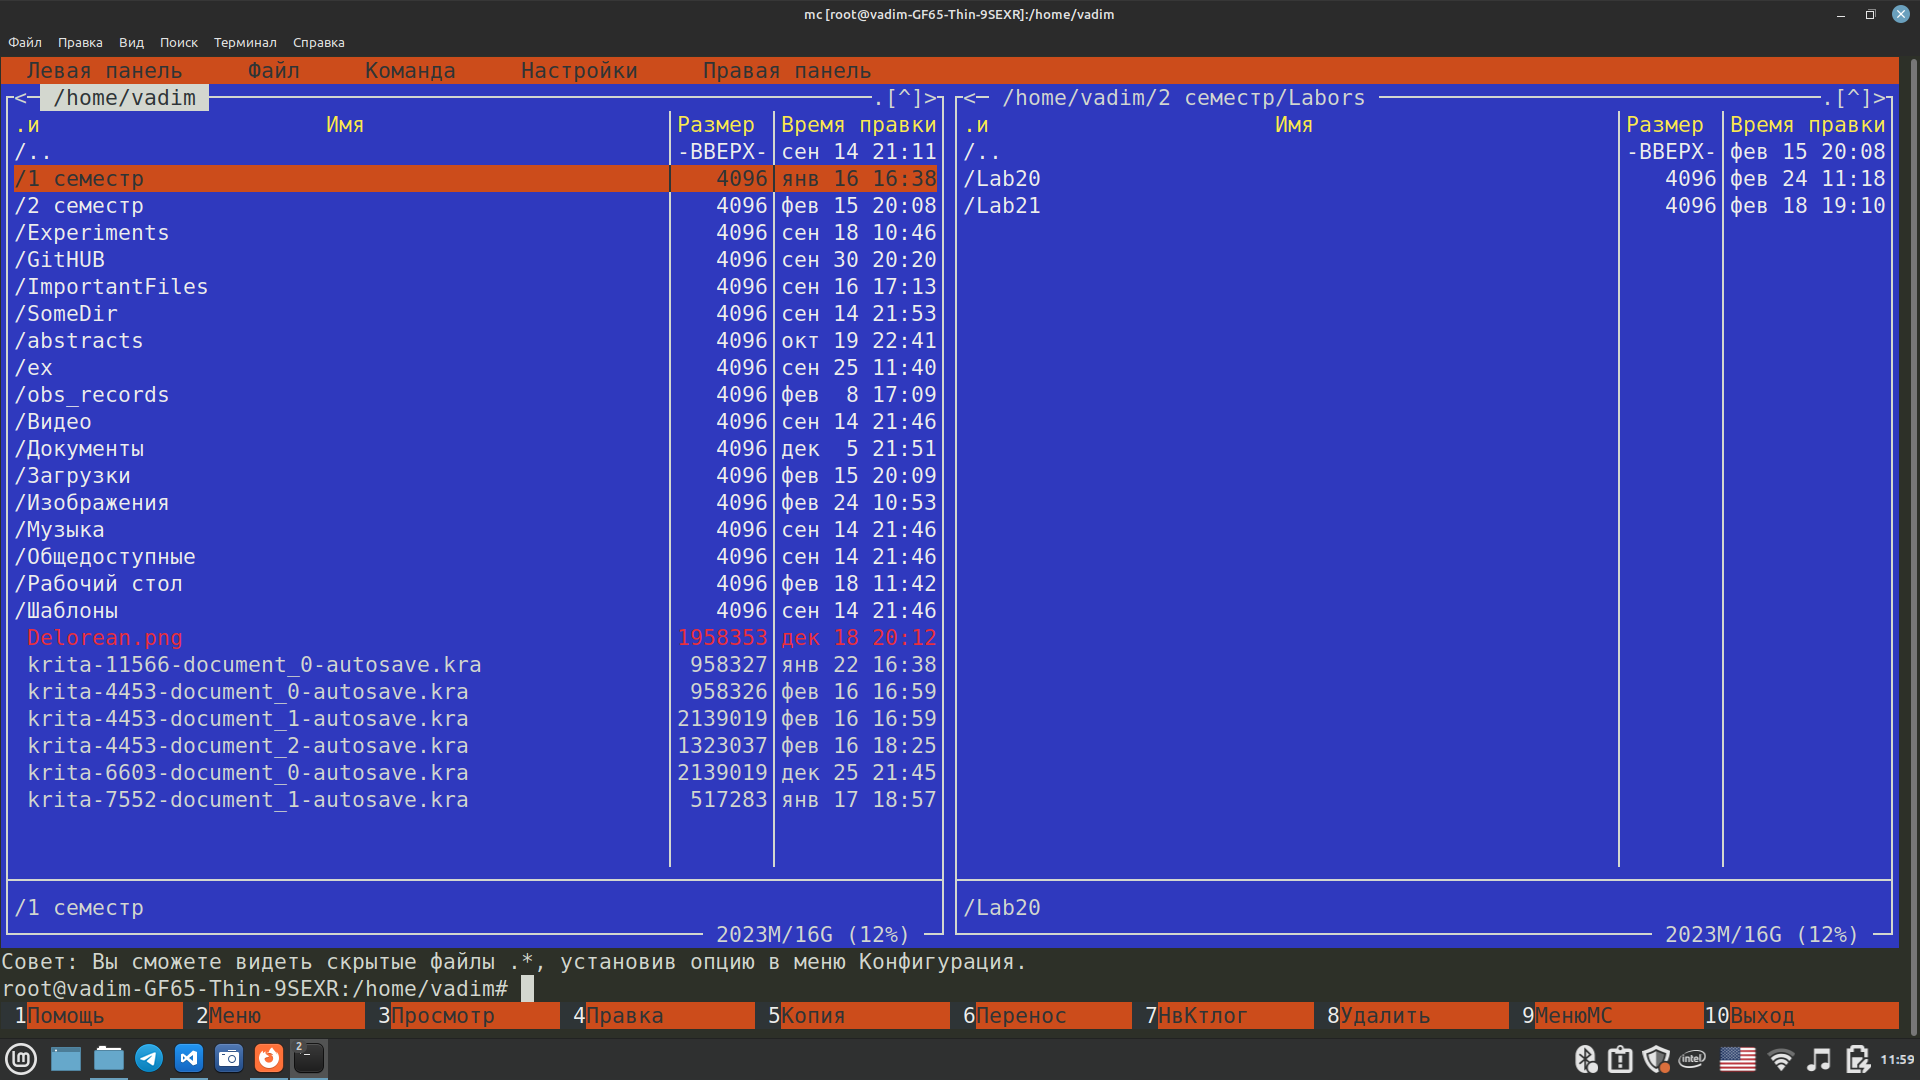 mc [root@vadim-GF65-Thin-9SEXR]:/home/vadim
Файл Правка Вид Поиск Терминал Справка
Левая панель Файл Команда Настройки Правая панель
<─ /home/vadim .[^]>
.и Имя Размер Время правки
/.. -ВВЕРХ- сен 14 21:11
/1 семестр 4096 янв 16 16:38
/2 семестр 4096 фев 15 20:08
/Experiments 4096 сен 18 10:46
/GitHUB 4096 сен 30 20:20
/ImportantFiles 4096 сен 16 17:13
/SomeDir 4096 сен 14 21:53
/abstracts 4096 окт 19 22:41
/ex 4096 сен 25 11:40
/obs_records 4096 фев 8 17:09
/Видео 4096 сен 14 21:46
/Документы 4096 дек 5 21:51
/Загрузки 4096 фев 15 20:09
/Изображения 4096 фев 24 10:53
/Музыка 4096 сен 14 21:46
/Общедоступные 4096 сен 14 21:46
/Рабочий стол 4096 фев 18 11:42
/Шаблоны 4096 сен 14 21:46
Delorean.png 1958353 дек 18 20:12
krita-11566-document_0-autosave.kra 958327 янв 22 16:38
krita-4453-document_0-autosave.kra 958326 фев 16 16:59
krita-4453-document_1-autosave.kra 2139019 фев 16 16:59
krita-4453-document_2-autosave.kra 1323037 фев 16 18:25
krita-6603-document_0-autosave.kra 2139019 дек 25 21:45
krita-7552-document_1-autosave.kra 517283 янв 17 18:57
/1 семестр
2023M/16G (12%)
<─ /home/vadim/2 семестр/Labors .[^]>
.и Имя Размер Время правки
/.. -ВВЕРХ- фев 15 20:08
/Lab20 4096 фев 24 11:18
/Lab21 4096 фев 18 19:10
/Lab20
2023M/16G (12%)
Совет: Вы сможете видеть скрытые файлы .*, установив опцию в меню Конфигурация.
root@vadim-GF65-Thin-9SEXR:/home/vadim#
1Помощь 2Меню 3Просмотр 4Правка 5Копия 6Перенос 7НвКтлог 8Удалить 9МенюMC 10Выход
2
intel
11:59